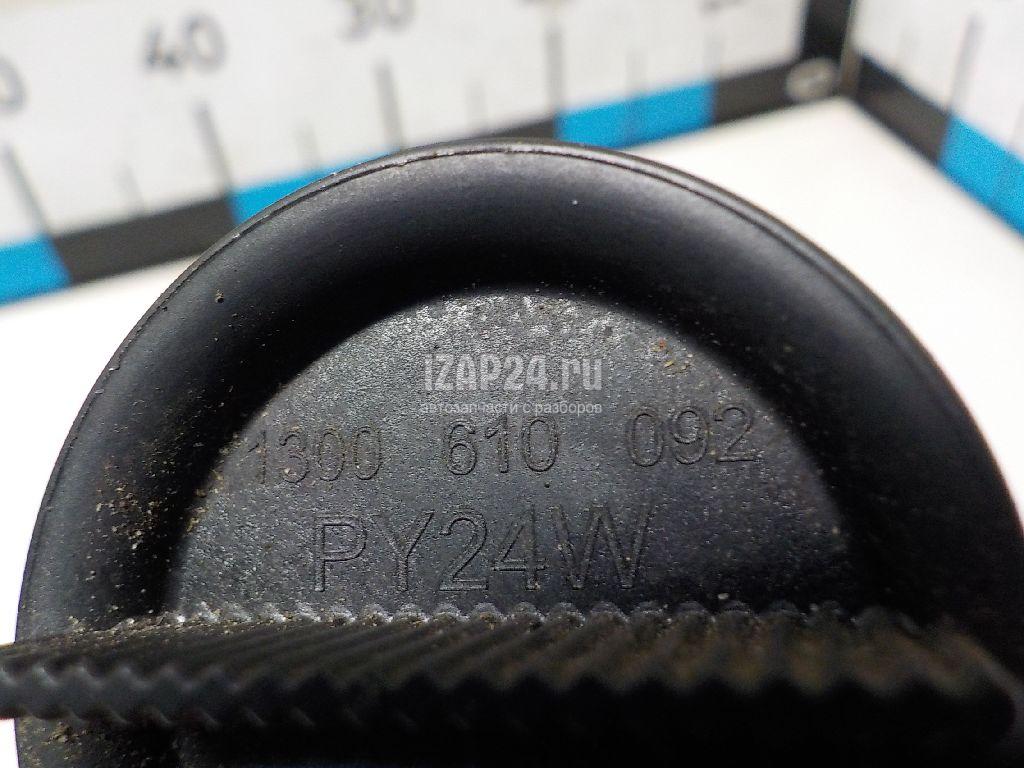 40
30
iZAP24.ru
автозапчасти с разборов
1300 610 092
PY24W